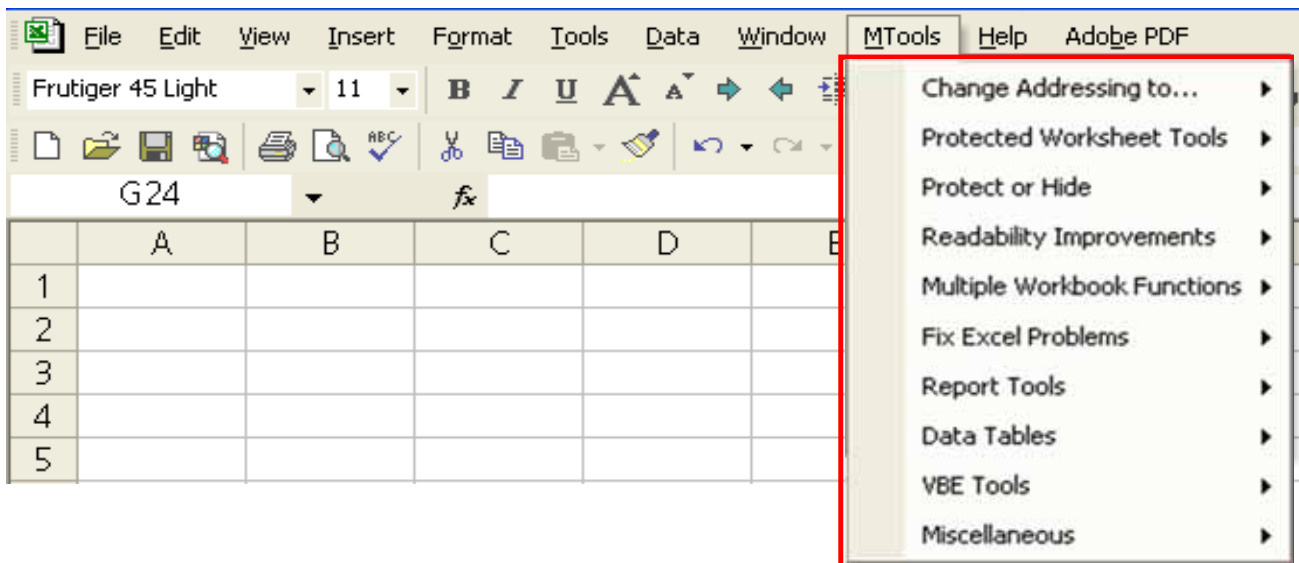 File Edit View Insert Format Tools Data Window MTools Help Adobe PDF
Frutiger 45 Light 11 B I U A A
ABC
G24 fx
A B C D E
1
2
3
4
5
Change Addressing to...
Protected Worksheet Tools
Protect or Hide
Readability Improvements
Multiple Workbook Functions
Fix Excel Problems
Report Tools
Data Tables
VBE Tools
Miscellaneous